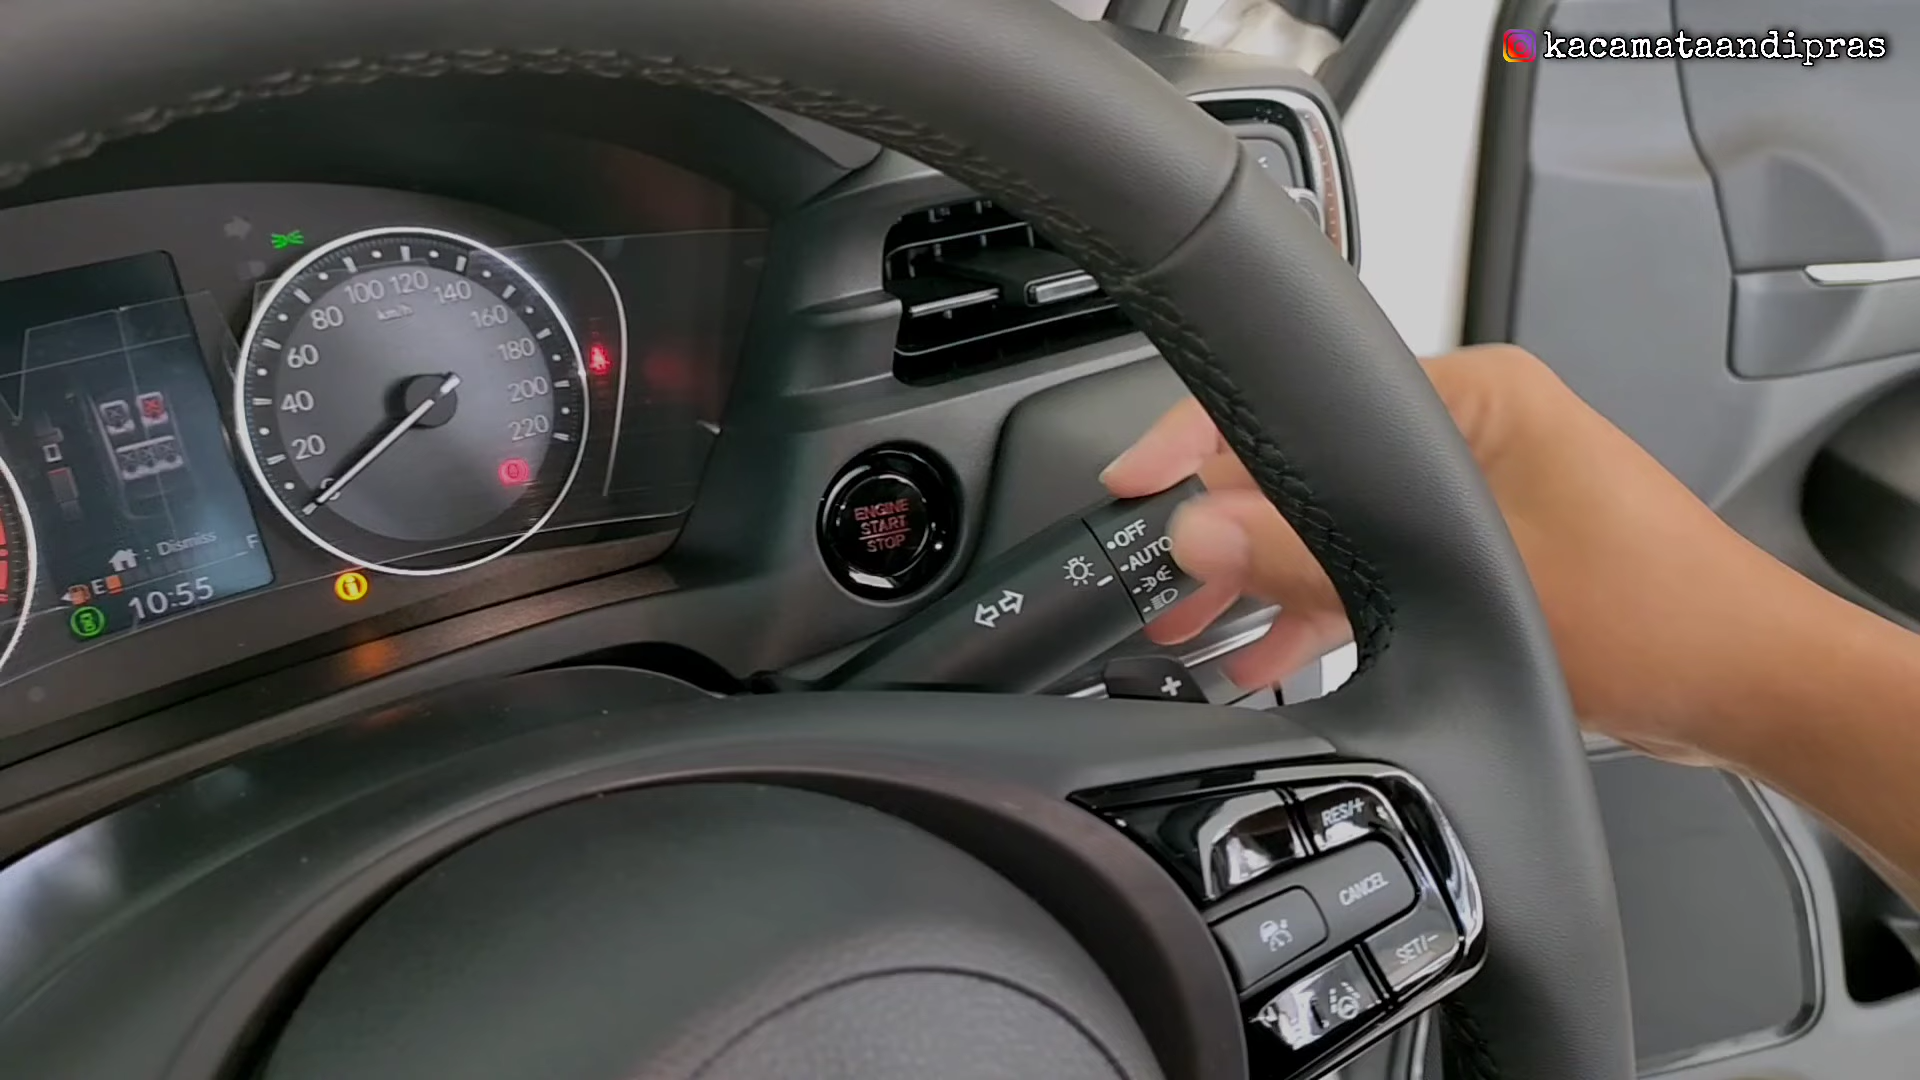 kacamataandipras
100 120 140
80 km/h 160
60 180
40 200
20 220
0
: Dismiss
E F
10:55
ENGINE
START
STOP
OFF
AUTO
+
RES/+
CANCEL
SET/-